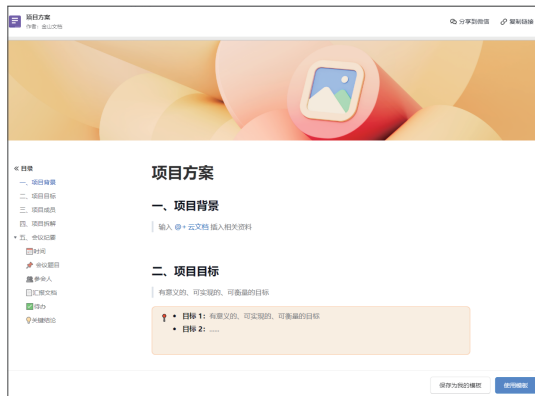 项目方案
作者：金山文档
分享到微信
复制链接
目录
一、项目背景
二、项目目标
三、项目成员
四、项目拆解
五、会议纪要
时间
会议题目
参会人
汇报文档
待办
关键结论
项目方案
一、项目背景
输入 @+ 云文档 插入相关资料
二、项目目标
有意义的、可实现的、可衡量的目标
目标 1：有意义的、可实现的、可衡量的目标
目标 2：......
保存为我的模板
使用模板